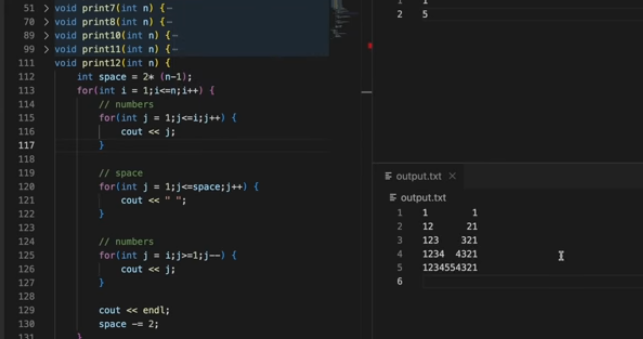 51 > void print7(int n) {⋯
70 > void print8(int n) {⋯
81 > void print10(int n) {⋯
99 > void print11(int n) {⋯
111 void print12(int n) {
112     int space = 2* (n-1);
113     for(int i = 1;i<=n;i++) {
114         // numbers
115         for(int j = 1;j<=i;j++) {
116             cout << j;
117         }
118
119         // space
120         for(int j = 1;j<=space;j++) {
121             cout << " ";
122         }
123
124         // numbers
125         for(int j = i;j>=1;j--) {
126             cout << j;
127         }
128
129         cout << endl;
130         space -= 2;
131     }
1 1
2 5
output.txt ×
output.txt
1 1        1
2 12      21
3 123    321
4 1234  4321
5 1234554321
6